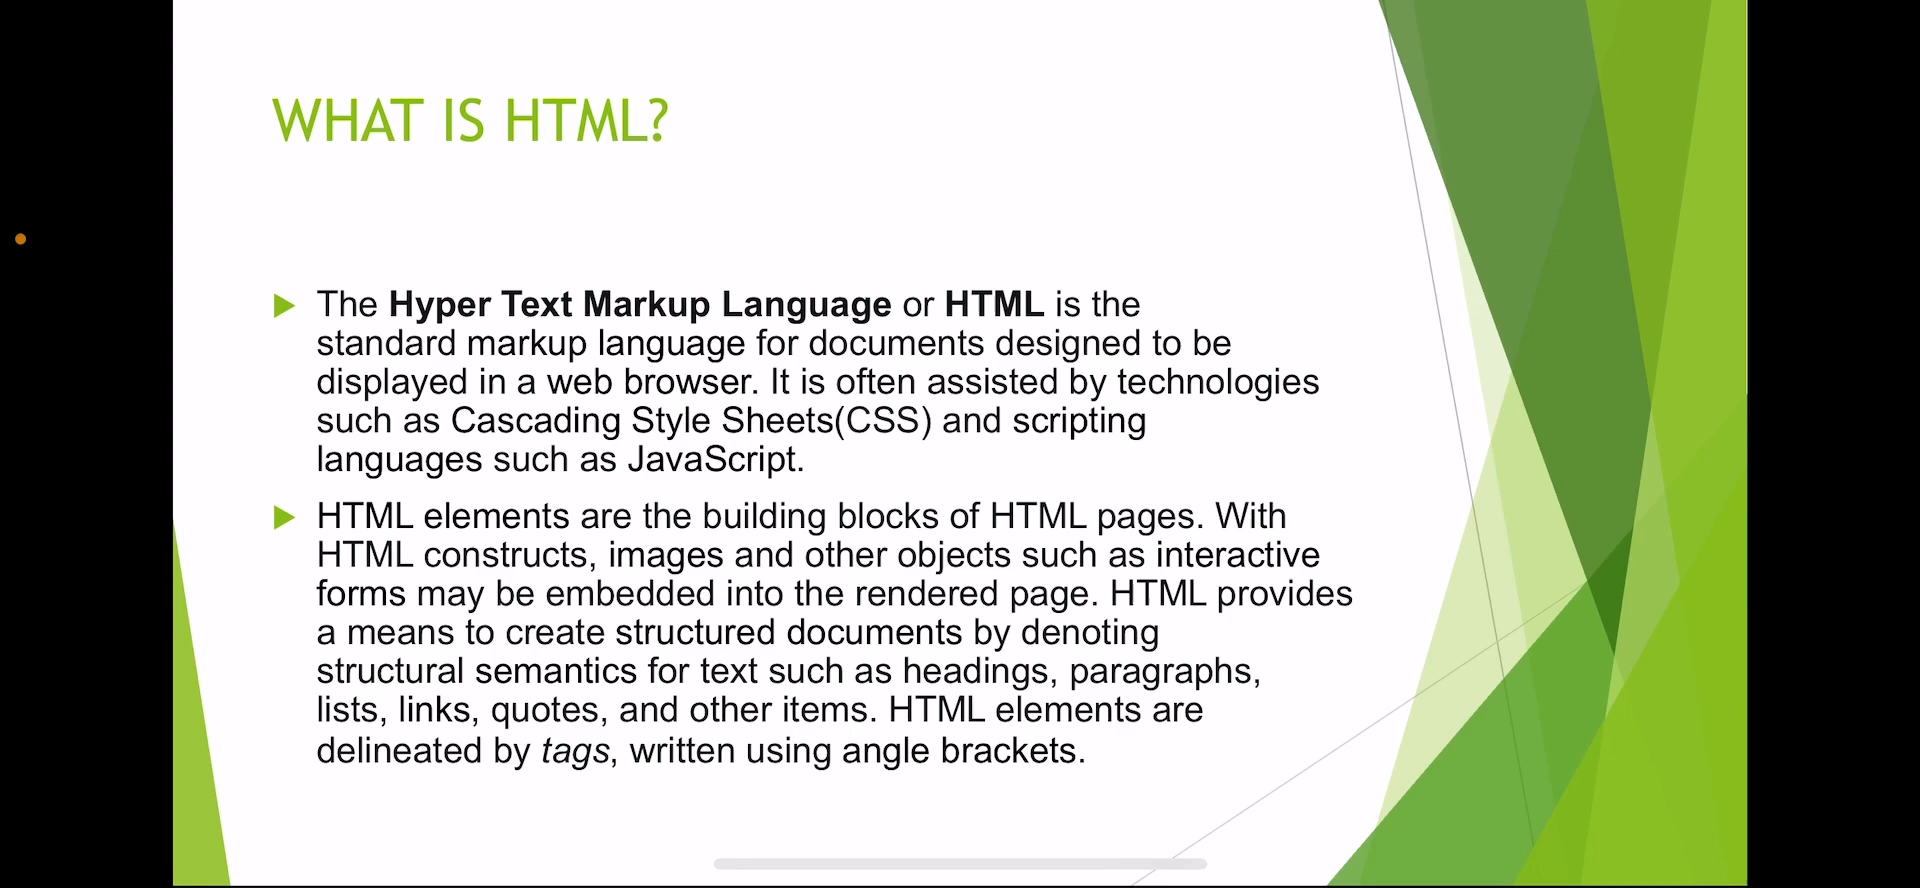 WHAT IS HTML?
The Hyper Text Markup Language or HTML is the
standard markup language for documents designed to be
displayed in a web browser. It is often assisted by technologies
such as Cascading Style Sheets(CSS) and scripting
languages such as JavaScript.
HTML elements are the building blocks of HTML pages. With
HTML constructs, images and other objects such as interactive
forms may be embedded into the rendered page. HTML provides
a means to create structured documents by denoting
structural semantics for text such as headings, paragraphs,
lists, links, quotes, and other items. HTML elements are
delineated by tags, written using angle brackets.